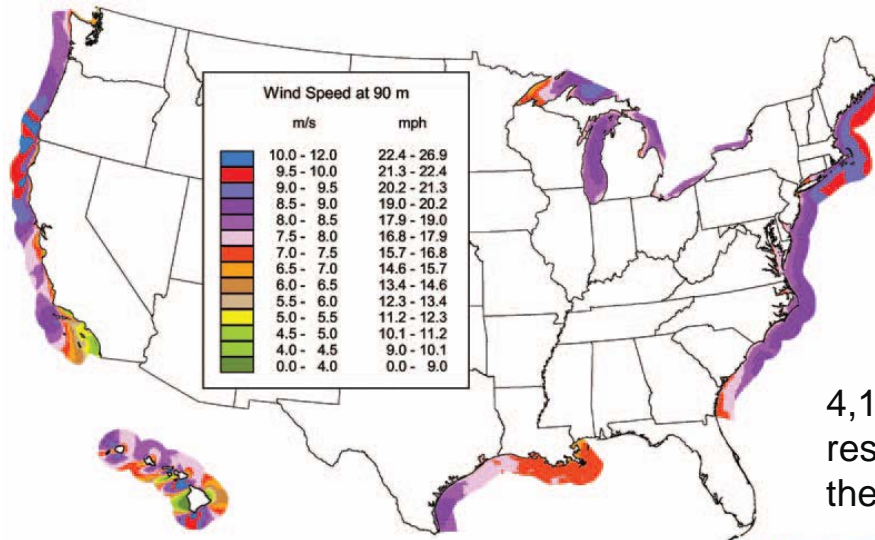 Wind Speed at 90 m
m/s mph
10.0 - 12.0 22.4 - 26.9
9.5 - 10.0 21.3 - 22.4
9.0 - 9.5 20.2 - 21.3
8.5 - 9.0 19.0 - 20.2
8.0 - 8.5 17.9 - 19.0
7.5 - 8.0 16.8 - 17.9
7.0 - 7.5 15.7 - 16.8
6.5 - 7.0 14.6 - 15.7
6.0 - 6.5 13.4 - 14.6
5.5 - 6.0 12.3 - 13.4
5.0 - 5.5 11.2 - 12.3
4.5 - 5.0 10.1 - 11.2
4.0 - 4.5 9.0 - 10.1
0.0 - 4.0 0.0 - 9.0
4,1
res
the